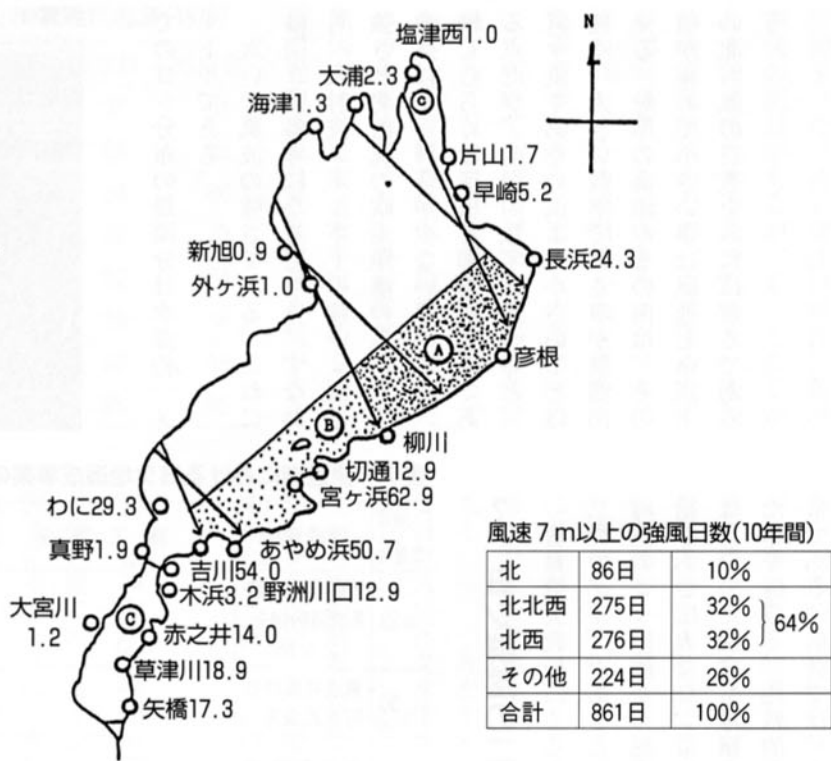 塩津西1.0
N
大浦2.3
海津1.3
Ⓒ
片山1.7
早崎5.2
新旭0.9
長浜24.3
外ヶ浜1.0
Ⓐ
彦根
Ⓑ
柳川
切通12.9
宮ヶ浜62.9
わに29.3
真野1.9
あやめ浜50.7
吉川54.0
木浜3.2
野洲川口12.9
大宮川
1.2
Ⓒ
赤之井14.0
草津川18.9
矢橋17.3
風速7m以上の強風日数(10年間)
北 86日 10%
北北西 275日 32%
64%
北西 276日 32%
その他 224日 26%
合計 861日 100%